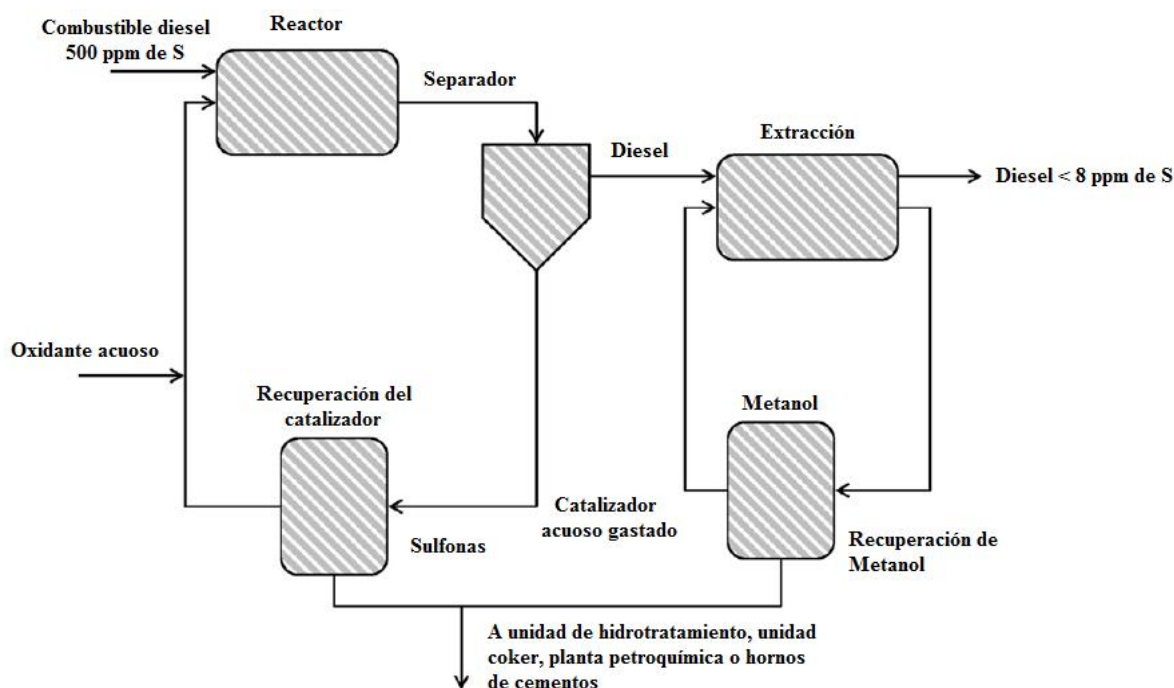 Combustible diesel
500 ppm de S
Reactor
Separador
Diesel
Extracción
Diesel < 8 ppm de S
Oxidante acuoso
Recuperación del
catalizador
Metanol
Sulfonas
Catalizador
acuoso gastado
Recuperación de
Metanol
A unidad de hidrotratamiento, unidad
coker, planta petroquímica o hornos
de cementos